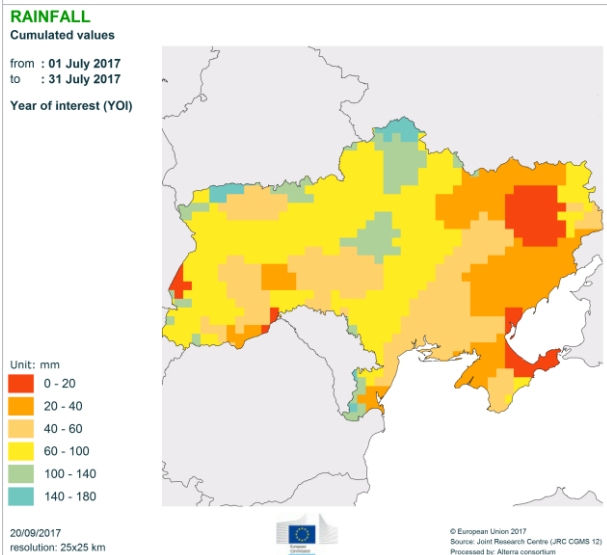 RAINFALL
Cumulated values
from : 01 July 2017
to : 31 July 2017
Year of interest (YOI)
Unit: mm
0 - 20
20 - 40
40 - 60
60 - 100
100 - 140
140 - 180
20/09/2017
resolution: 25x25 km
European
Commission
© European Union 2017
Source: Joint Research Centre (JRC CGMS 12)
Processed by: Alterra consortium